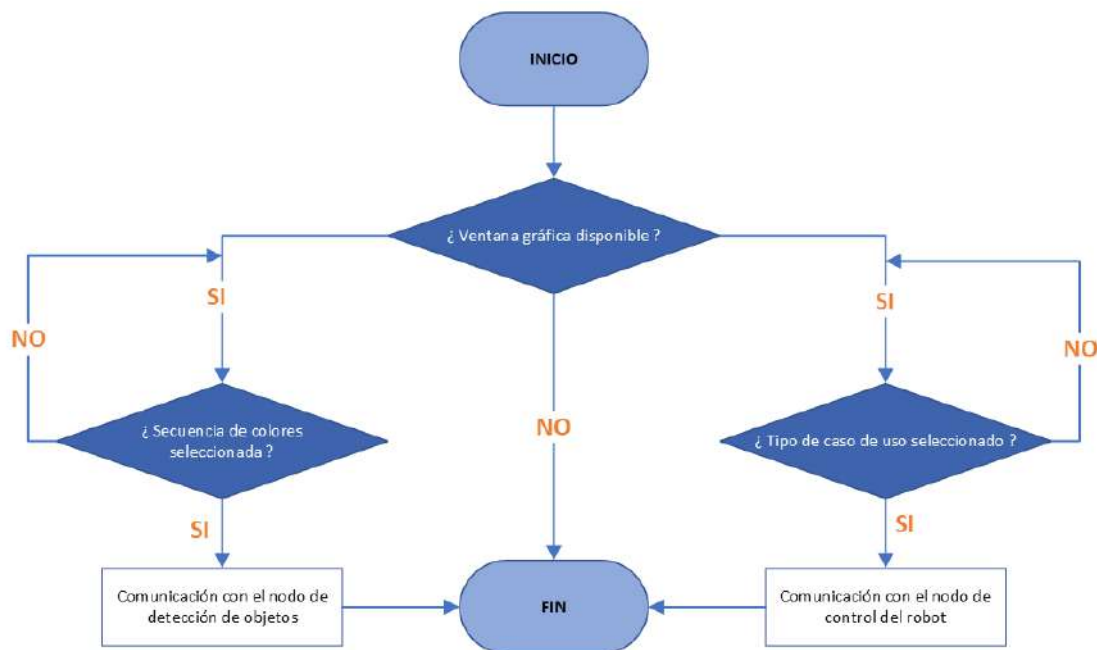 INICIO
¿ Ventana gráfica disponible ?
SI
SI
NO
NO
NO
¿ Secuencia de colores
seleccionada ?
¿ Tipo de caso de uso seleccionado ?
SI
SI
Comunicación con el nodo de
detección de objetos
FIN
Comunicación con el nodo de
control del robot